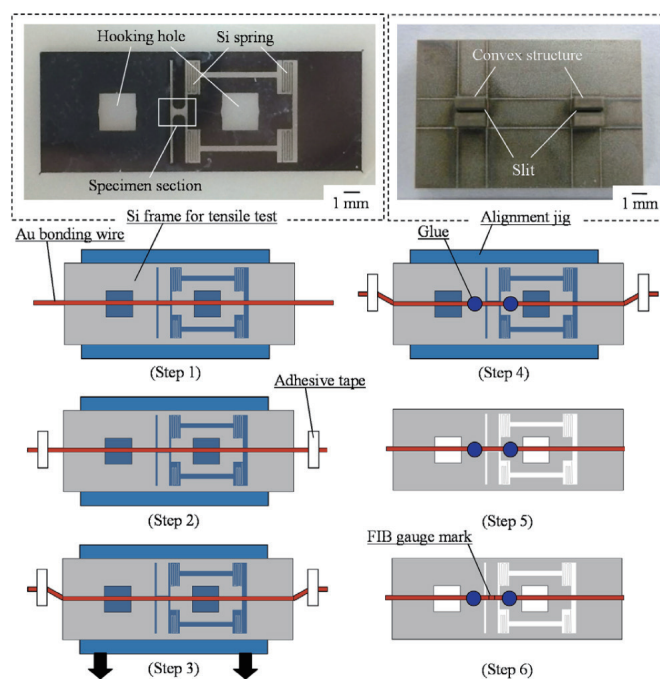 Hooking hole
Si spring
Specimen section
1 mm
Convex structure
Slit
1 mm
Si frame for tensile test
Au bonding wire
(Step 1)
Adhesive tape
(Step 2)
(Step 3)
Alignment jig
Glue
(Step 4)
(Step 5)
FIB gauge mark
(Step 6)